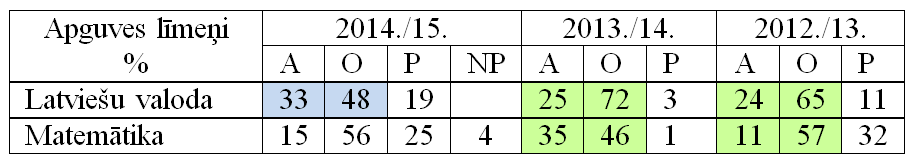 Apguves līmeņi 2014./15. 2013./14. 2012./13.
% A O P NP A O P A O P
Latviešu valoda 33 48 19 25 72 3 24 65 11
Matemātika 15 56 25 4 35 46 1 11 57 32